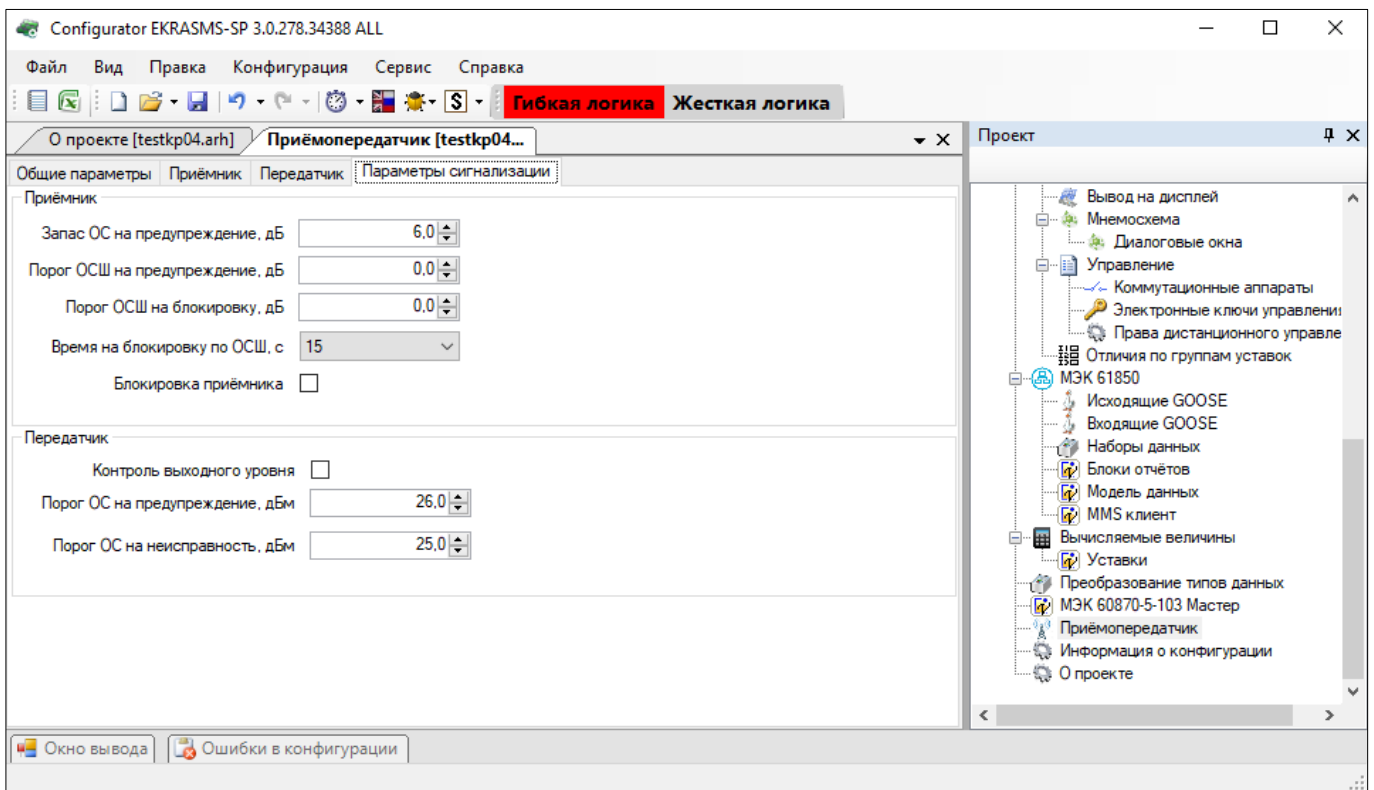 Configurator EKRASMS-SP 3.0.278.34388 ALL
Файл Вид Правка Конфигурация Сервис Справка
Гибкая логика Жесткая логика
О проекте [testkp04.arh] Приёмопередатчик [testkp04...
Общие параметры Приёмник Передатчик Параметры сигнализации
Приёмник
Запас ОС на предупреждение, дБ 6,0
Порог ОСШ на предупреждение, дБ 0,0
Порог ОСШ на блокировку, дБ 0,0
Время на блокировку по ОСШ, с 15
Блокировка приёмника
Передатчик
Контроль выходного уровня
Порог ОС на предупреждение, дБм 26,0
Порог ОС на неисправность, дБм 25,0
Проект
Вывод на дисплей
Мнемосхема
Диалоговые окна
Управление
Коммутационные аппараты
Электронные ключи управлени
Права дистанционного управле
Отличия по группам уставок
МЭК 61850
Исходящие GOOSE
Входящие GOOSE
Наборы данных
Блоки отчётов
Модель данных
MMS клиент
Вычисляемые величины
Уставки
Преобразование типов данных
МЭК 60870-5-103 Мастер
Приёмопередатчик
Информация о конфигурации
О проекте
Окно вывода Ошибки в конфигурации